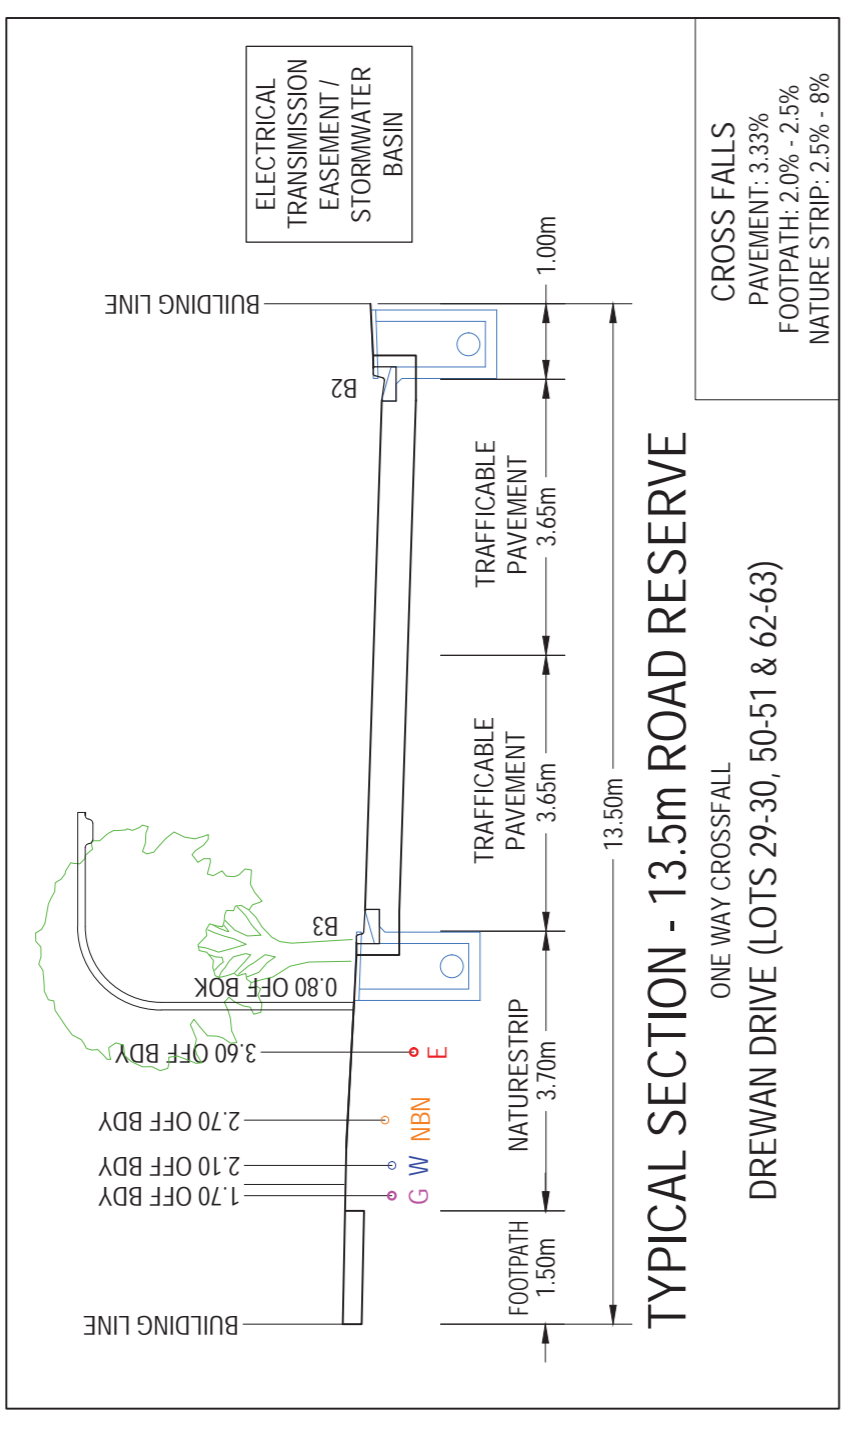 ELECTRICAL
TRANSIMISSION
EASEMENT /
STORMWATER
BASIN
BUILDING LINE
1.70 OFF BDY
2.10 OFF BDY
2.70 OFF BDY
3.60 OFF BDY
0.80 OFF BOK
B3
B2
BUILDING LINE
G
W
NBN
E
FOOTPATH
1.50m
NATURESTRIP
3.70m
TRAFFICABLE
PAVEMENT
3.65m
TRAFFICABLE
PAVEMENT
3.65m
1.00m
13.50m
TYPICAL SECTION - 13.5m ROAD RESERVE
ONE WAY CROSSFALL
DREWAN DRIVE (LOTS 29-30, 50-51 & 62-63)
CROSS FALLS
PAVEMENT: 3.33%
FOOTPATH: 2.0% - 2.5%
NATURE STRIP: 2.5% - 8%